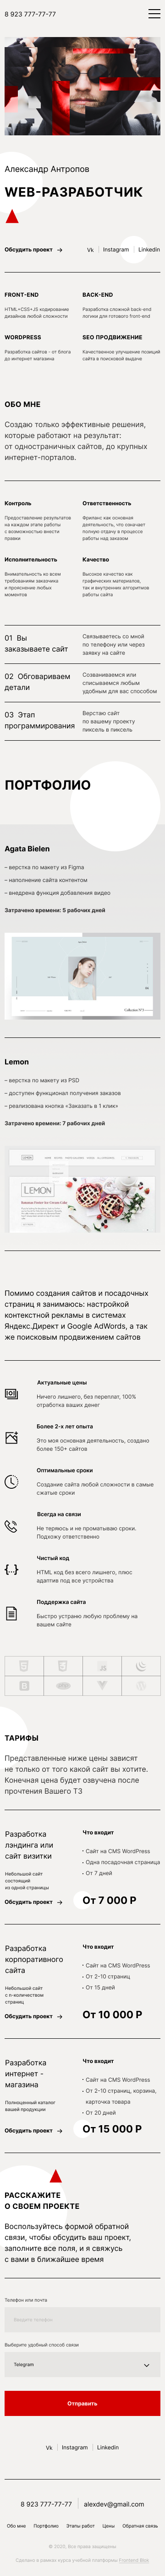 8 923 777-77-77
Александр Антропов
WEB-РАЗРАБОТЧИК
Обсудить проект → Vk Instagram Linkedin
FRONT-END
HTML+CSS+JS кодирование
дизайнов любой сложности
BACK-END
Разработка сложной back-end
логики для готового front-end
WORDPRESS
Разработка сайтов - от блога
до интернет магазина
SEO ПРОДВИЖЕНИЕ
Качественное улучшение позиций
сайта в поисковой выдаче
ОБО МНЕ
Создаю только эффективные решения,
которые работают на результат:
от одностраничных сайтов, до крупных
интернет-порталов.
Контроль
Предоставление результатов
на каждом этапе работы
с возможностью внести
правки
Ответственность
Фриланс как основная
деятельность, что означает
полную отдачу в процессе
работы над заказом
Исполнительность
Внимательность ко всем
требованиям заказчика
и прояснение любых
моментов
Качество
Высокое качество как
графических материалов,
так и внутренних алгоритмов
работы сайта
01 Вы
заказываете сайт
Связываетесь со мной
по телефону или через
заявку на сайте
02 Обговариваем
детали
Созваниваемся или
списываемся любым
удобным для вас способом
03 Этап
программирования
Верстаю сайт
по вашему проекту
пиксель в пиксель
ПОРТФОЛИО
Agata Bielen
– верстка по макету из Figma
– наполнение сайта контентом
– внедрена функция добавления видео
Затрачено времени: 5 рабочих дней
Lemon
– верстка по макету из PSD
– доступен функционал получения заказов
– реализована кнопка «Заказать в 1 клик»
Затрачено времени: 7 рабочих дней
LEMON
Помимо создания сайтов и посадочных
страниц я занимаюсь: настройкой
контекстной рекламы в системах
Яндекс.Директ и Google AdWords, а так
же поисковым продвижением сайтов
Актуальные цены
Ничего лишнего, без переплат, 100%
отработка ваших денег
Более 2-х лет опыта
Это моя основная деятельность, создано
более 150+ сайтов
Оптимальные сроки
Создание сайта любой сложности в самые
сжатые сроки
Всегда на связи
Не теряюсь и не проматываю сроки.
Подхожу ответственно
Чистый код
HTML код без всего лишнего, плюс
адаптив под все устройства
Поддержка сайта
Быстро устраню любую проблему на
вашем сайте
ТАРИФЫ
Представленные ниже цены зависят
не только от того какой сайт вы хотите.
Конечная цена будет озвучена после
прочтения Вашего ТЗ
Разработка
лэндинга или
сайт визитки
Небольшой сайт
состоящий
из одной страницы
Обсудить проект →
Что входит
• Сайт на CMS WordPress
• Одна посадочная страница
• От 7 дней
От 7 000 Р
Разработка
корпоративного
сайта
Небольшой сайт
с n-количеством
страниц
Обсудить проект →
Что входит
• Сайт на CMS WordPress
• От 2-10 страниц
• От 15 дней
От 10 000 Р
Разработка
интернет -
магазина
Полноценный каталог
вашей продукции
Обсудить проект →
Что входит
• Сайт на CMS WordPress
• От 2-10 страниц, корзина,
карточка товара
• От 20 дней
От 15 000 Р
РАССКАЖИТЕ
О СВОЕМ ПРОЕКТЕ
Воспользуйтесь формой обратной
связи, чтобы обсудить ваш проект,
заполните все поля, и я свяжусь
с вами в ближайшее время
Телефон или почта
Введите телефон
Выберите удобный способ связи
Telegram
Отправить
Vk Instagram Linkedin
8 923 777-77-77 alexdev@gmail.com
Обо мне Портфолио Этапы работ Цены Обратная связь
© 2020, Все права защищены